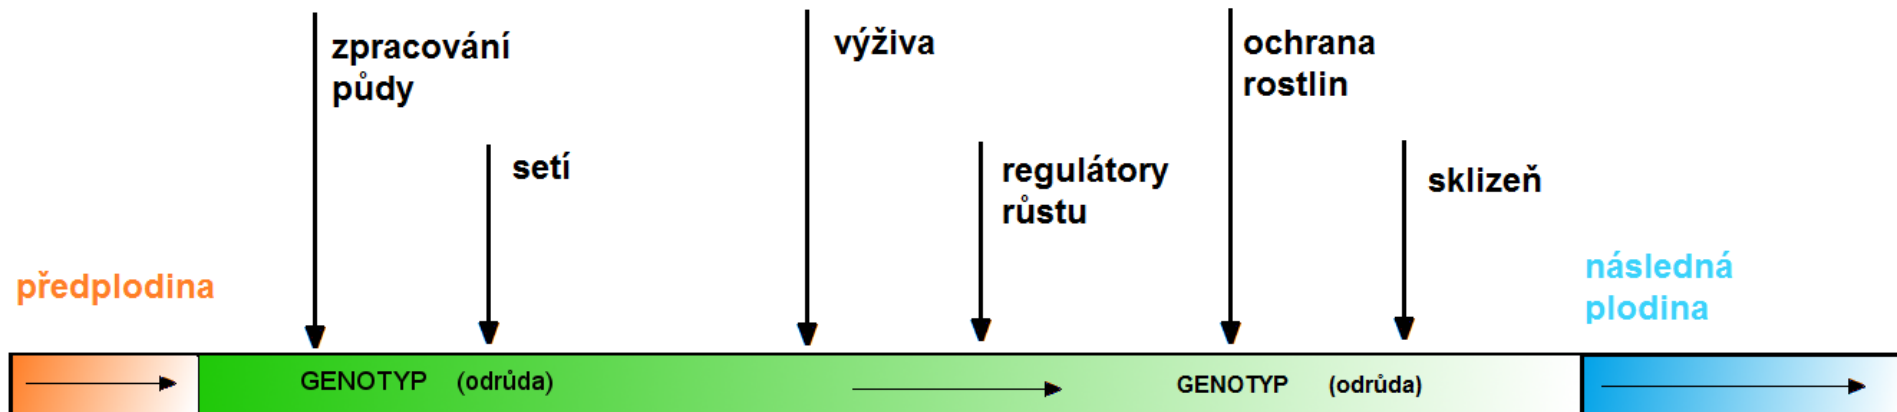 zpracování
půdy
setí
výživa
regulátory
růstu
ochrana
rostlin
sklizeň
předplodina
následná
plodina
GENOTYP (odrůda)
GENOTYP (odrůda)